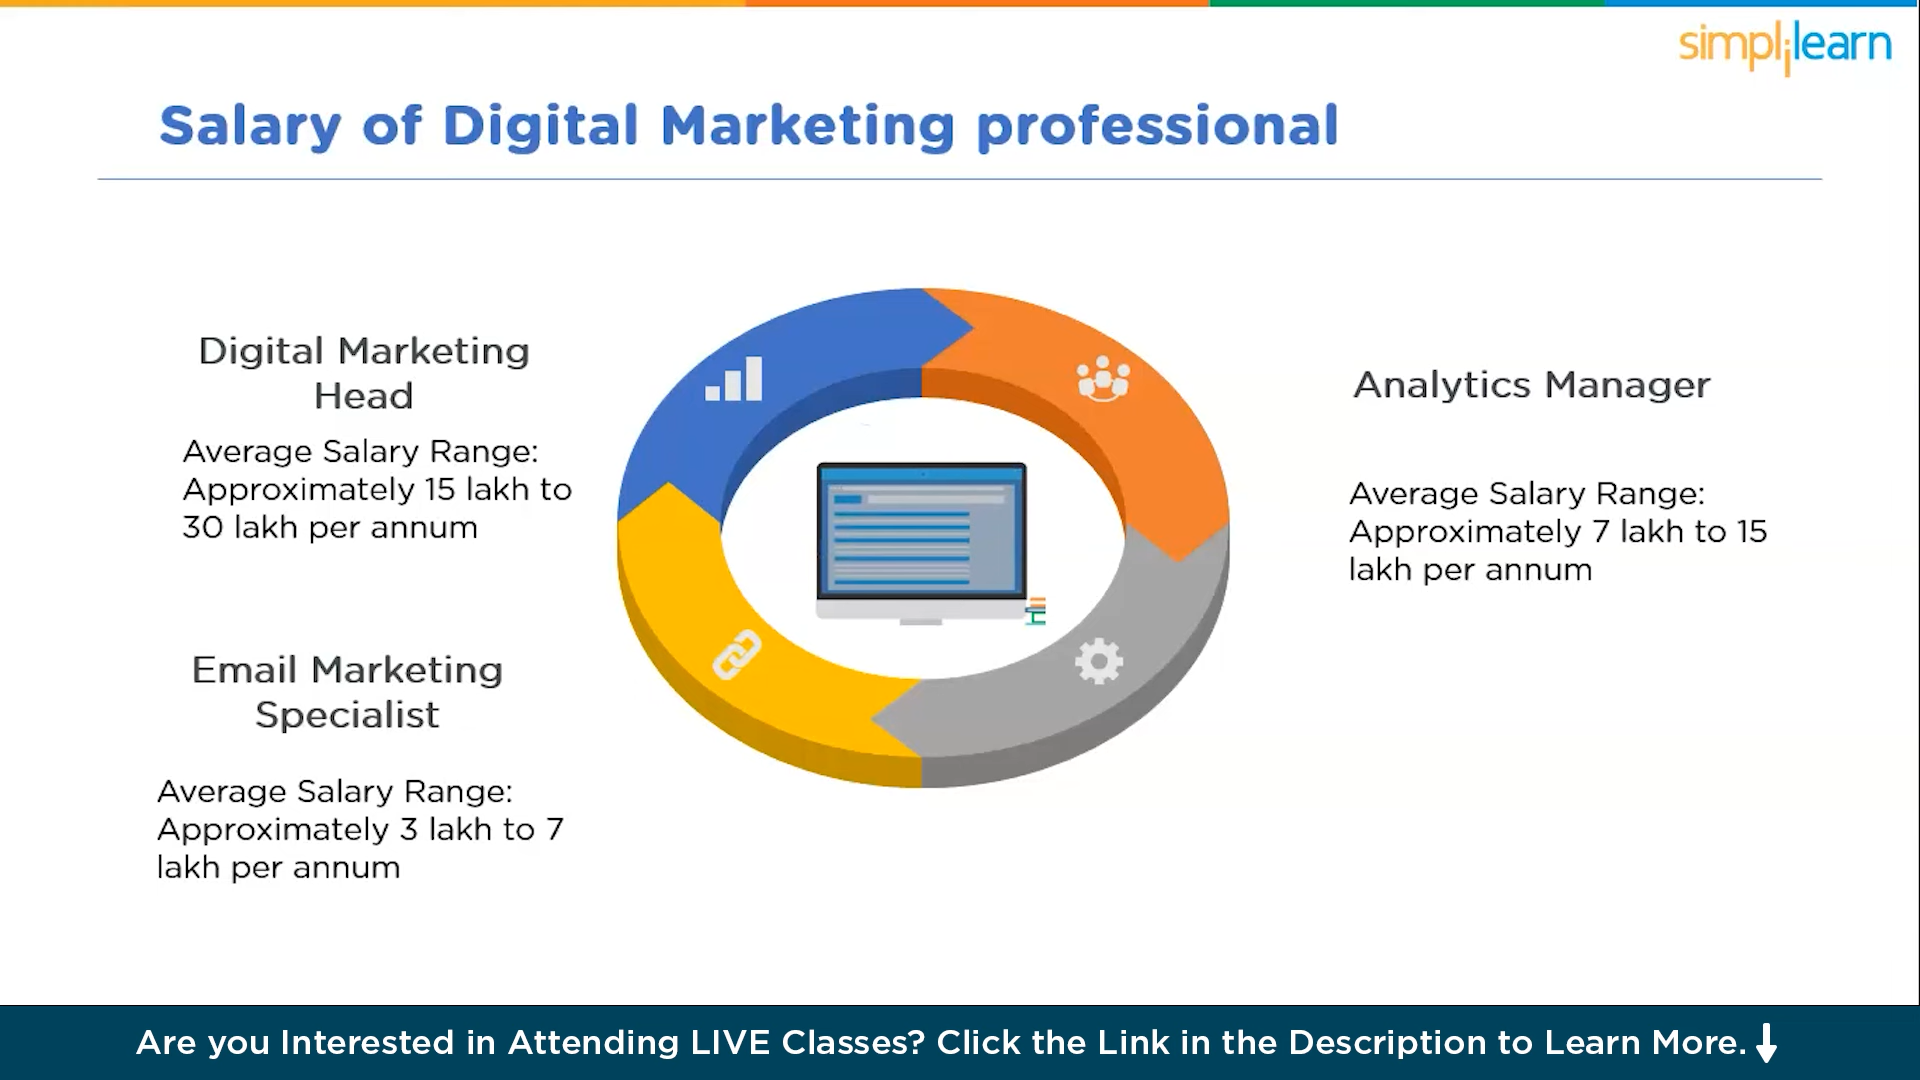 simplilearn
Salary of Digital Marketing professional
Digital Marketing
Head
Average Salary Range:
Approximately 15 lakh to
30 lakh per annum
Analytics Manager
Average Salary Range:
Approximately 7 lakh to 15
lakh per annum
Email Marketing
Specialist
Average Salary Range:
Approximately 3 lakh to 7
lakh per annum
Are you Interested in Attending LIVE Classes? Click the Link in the Description to Learn More.